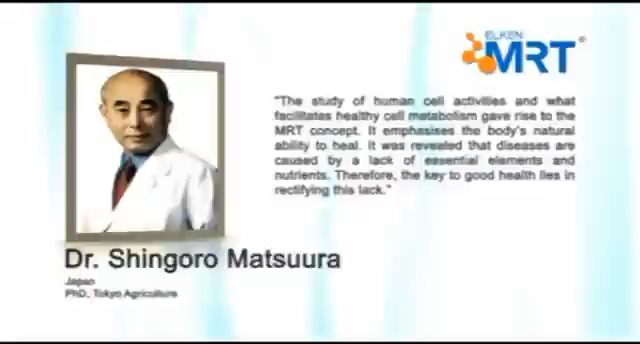 ELKEN
MRT®
"The study of human cell activities and what
facilitates healthy cell metabolism gave rise to the
MRT concept. It emphasises the body's natural
ability to heal. It was revealed that diseases are
caused by a lack of essential elements and
nutrients. Therefore, the key to good health lies in
rectifying this lack."
Dr. Shingoro Matsuura
Japan
PhD, Tokyo Agriculture